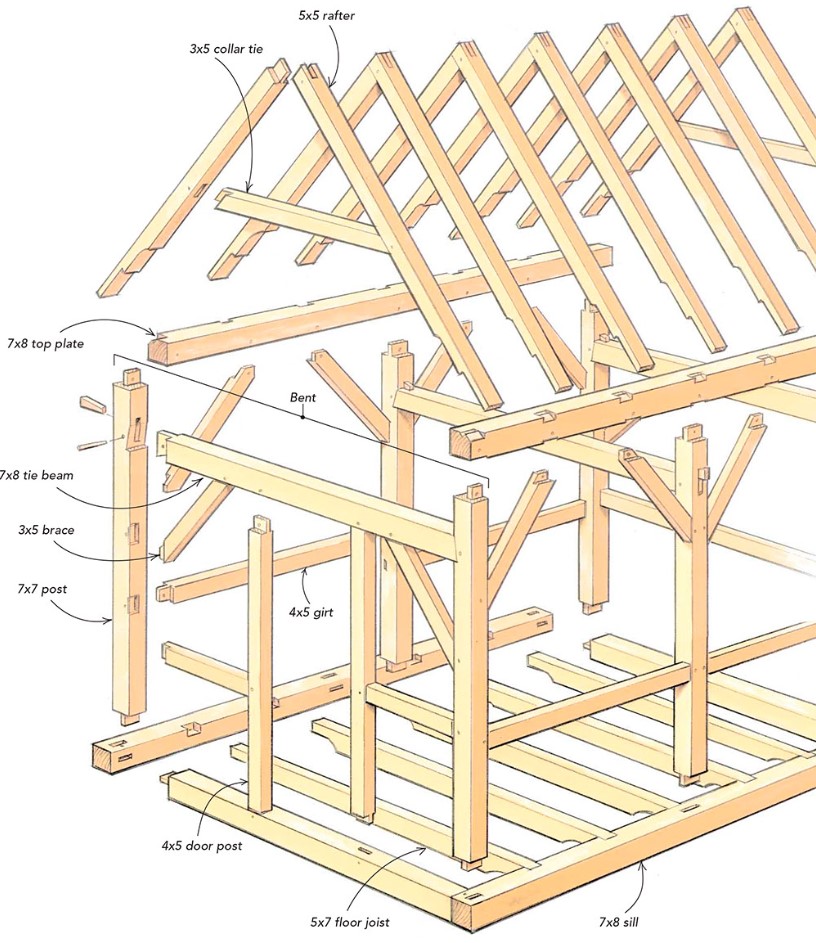 5x5 rafter
3x5 collar tie
7x8 top plate
Bent
7x8 tie beam
3x5 brace
7x7 post
4x5 girt
4x5 door post
5x7 floor joist
7x8 sill